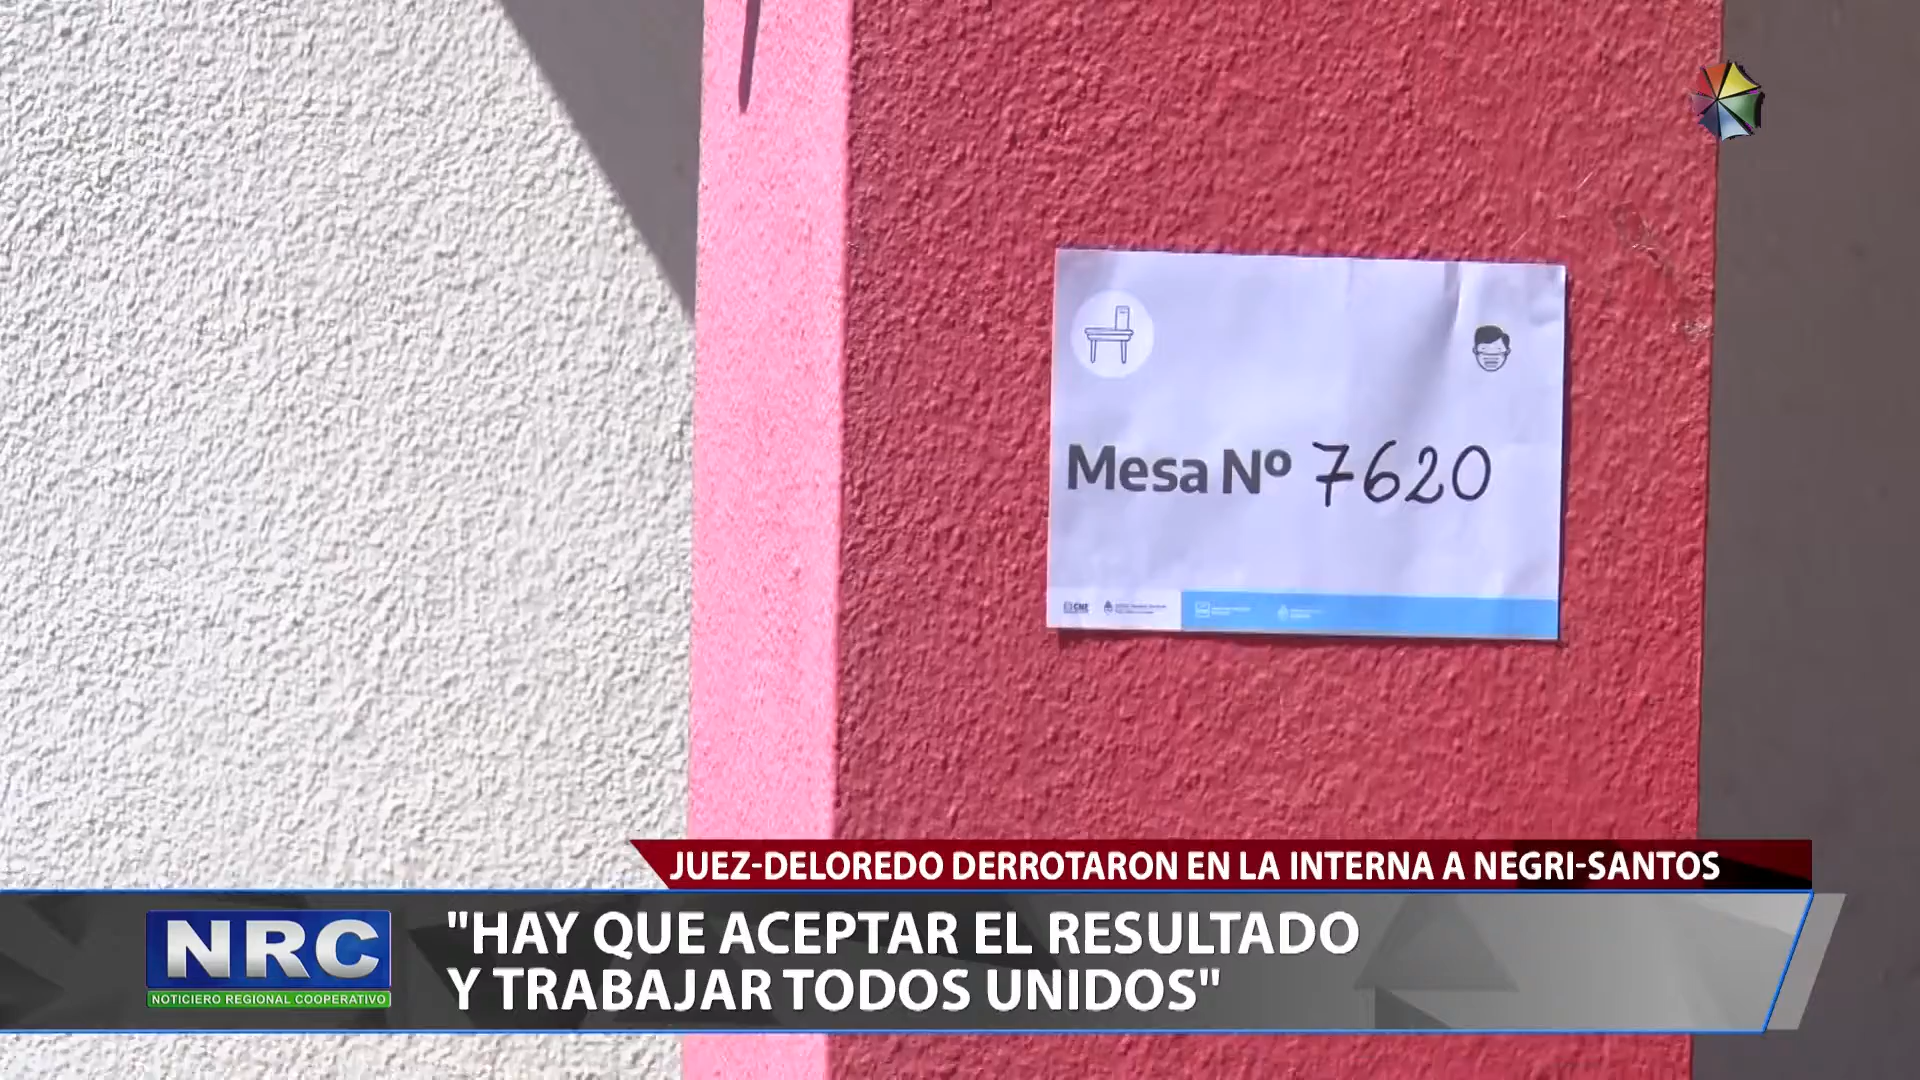 Mesa Nº 7620
JUEZ-DELOREDO DERROTARON EN LA INTERNA A NEGRI-SANTOS
NRC
NOTICIERO REGIONAL COOPERATIVO
"HAY QUE ACEPTAR EL RESULTADO
Y TRABAJAR TODOS UNIDOS"